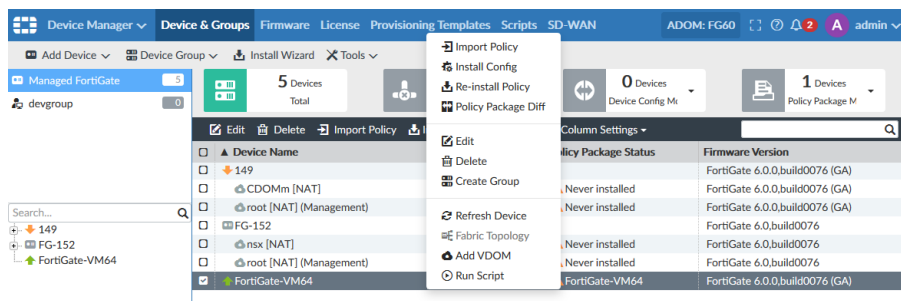 Device Manager Device & Groups Firmware License Provisioning Templates Scripts SD-WAN ADOM: FG60 2 A admin
Add Device Device Group Install Wizard Tools
Managed FortiGate 5
devgroup 0
5 Devices
Total
0 Devices
Device Config
1 Devices
Policy Package M
Edit Delete Import Policy Column Settings
Device Name Policy Package Status Firmware Version
149 FortiGate 6.0.0,build0076 (GA)
CDOMm [NAT] Never installed FortiGate 6.0.0,build0076 (GA)
root [NAT] (Management) Never installed FortiGate 6.0.0,build0076 (GA)
FG-152 FortiGate 6.0.0,build0076
nsx [NAT] Never installed FortiGate 6.0.0,build0076
root [NAT] (Management) Never installed FortiGate 6.0.0,build0076
FortiGate-VM64 Never installed FortiGate 6.0.0,build0076 (GA)
Import Policy
Install Config
Re-install Policy
Policy Package Diff
Edit
Delete
Create Group
Refresh Device
Fabric Topology
Add VDOM
Run Script
Search...
149
FG-152
FortiGate-VM64